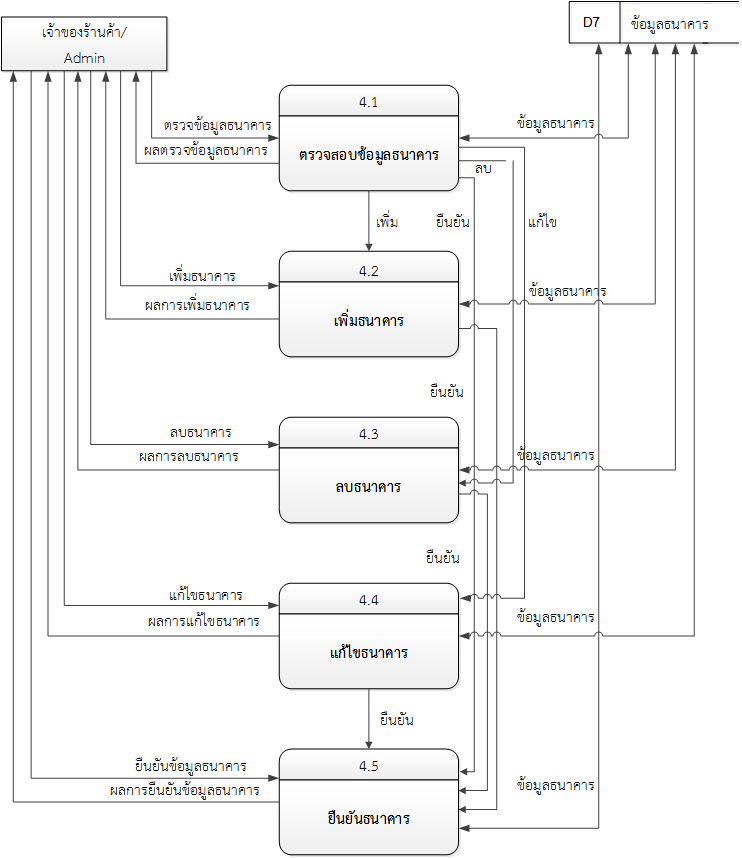 เจ้าของร้านค้า/
Admin
D7
ข้อมูลธนาคาร
4.1
ตรวจสอบข้อมูลธนาคาร
ตรวจข้อมูลธนาคาร
ผลตรวจข้อมูลธนาคาร
ข้อมูลธนาคาร
ลบ
เพิ่ม
ยืนยัน
แก้ไข
4.2
เพิ่มธนาคาร
เพิ่มธนาคาร
ผลการเพิ่มธนาคาร
ข้อมูลธนาคาร
ยืนยัน
4.3
ลบธนาคาร
ลบธนาคาร
ผลการลบธนาคาร
ข้อมูลธนาคาร
ยืนยัน
4.4
แก้ไขธนาคาร
แก้ไขธนาคาร
ผลการแก้ไขธนาคาร
ข้อมูลธนาคาร
ยืนยัน
4.5
ยืนยันธนาคาร
ยืนยันข้อมูลธนาคาร
ผลการยืนยันข้อมูลธนาคาร
ข้อมูลธนาคาร